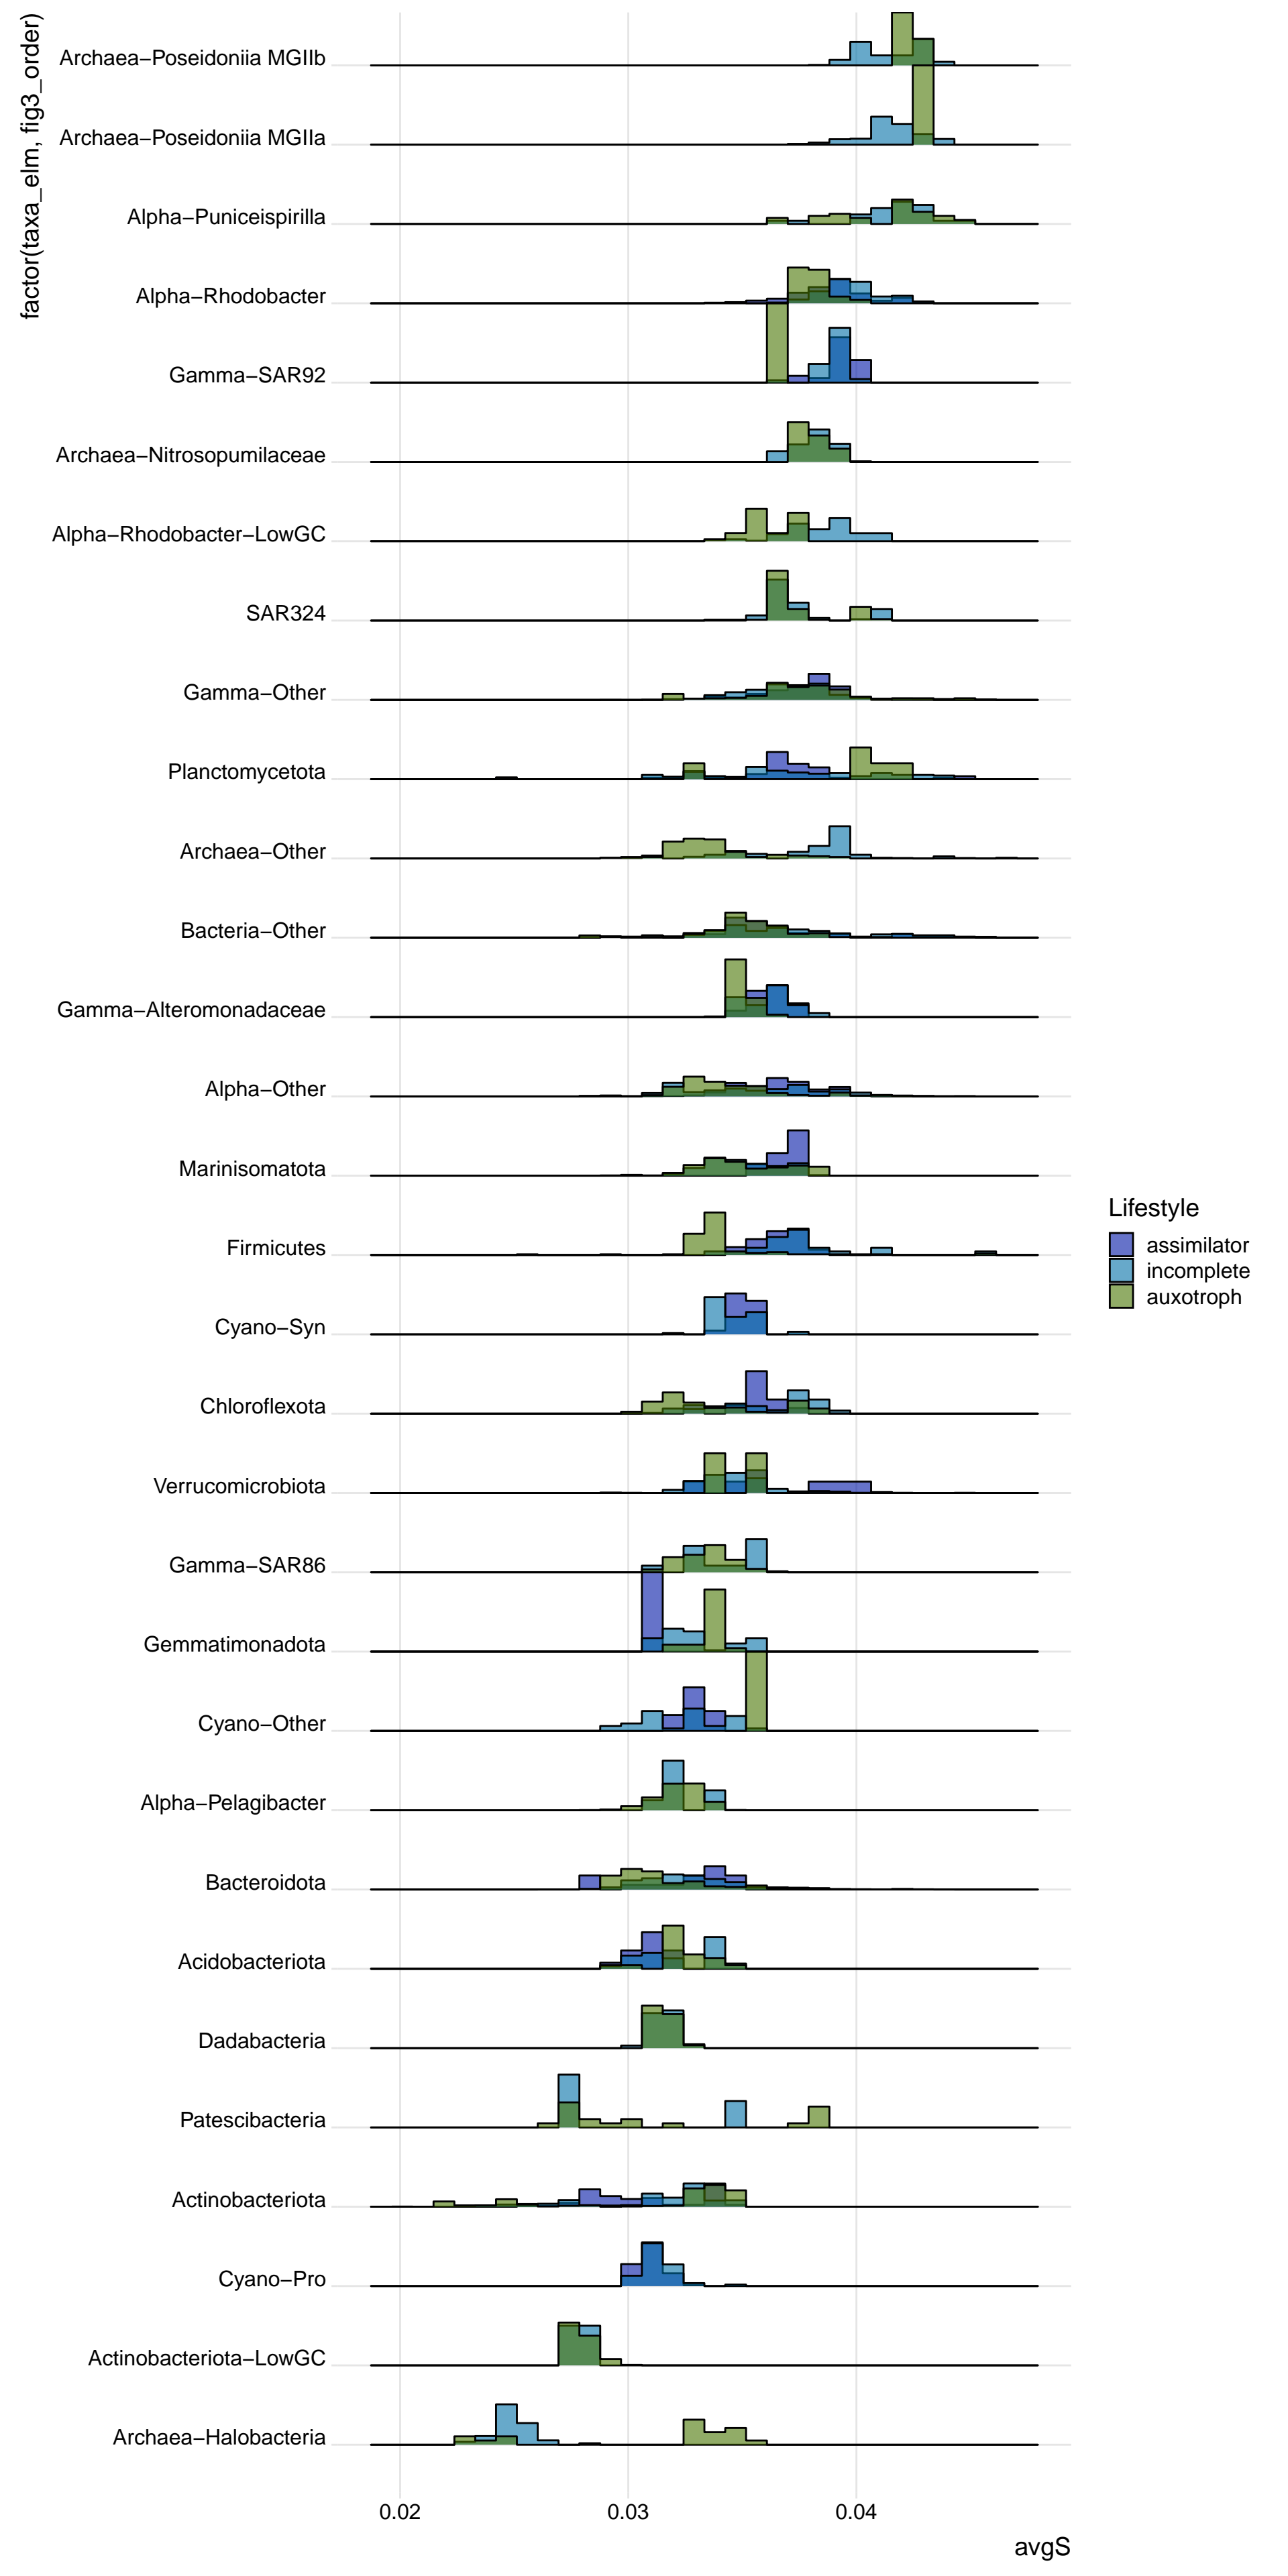 factor(taxa_elm, fig3_order)
Archaea−Poseidoniia MGIIb
Archaea−Poseidoniia MGIIa
Alpha−Puniceispirilla
Alpha−Rhodobacter
Gamma−SAR92
Archaea−Nitrosopumilaceae
Alpha−Rhodobacter−LowGC
SAR324
Gamma−Other
Planctomycetota
Archaea−Other
Bacteria−Other
Gamma−Alteromonadaceae
Alpha−Other
Marinisomatota
Firmicutes
Cyano−Syn
Chloroflexota
Verrucomicrobiota
Gamma−SAR86
Gemmatimonadota
Cyano−Other
Alpha−Pelagibacter
Bacteroidota
Acidobacteriota
Dadabacteria
Patescibacteria
Actinobacteriota
Cyano−Pro
Actinobacteriota−LowGC
Archaea−Halobacteria
0.02 0.03 0.04
avgS
Lifestyle
assimilator
incomplete
auxotroph